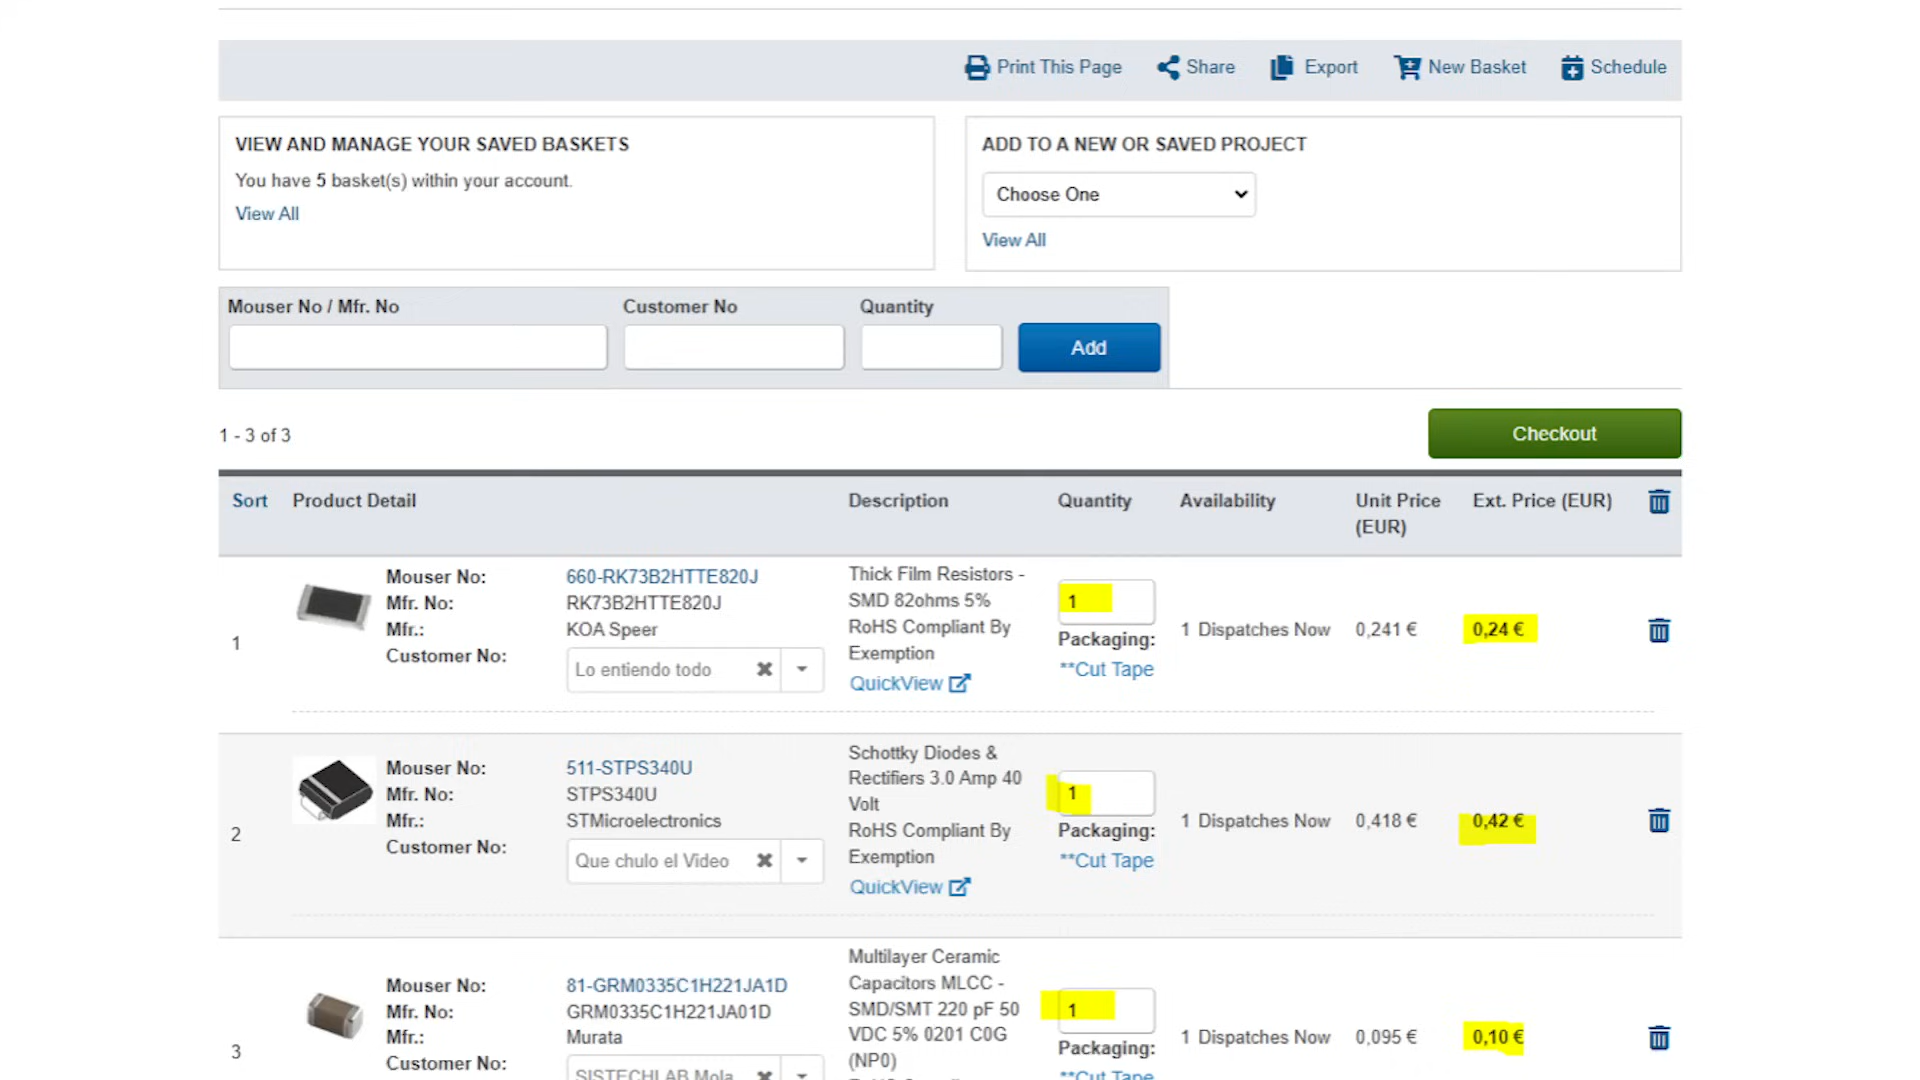 Print This Page
Share
Export
New Basket
Schedule
VIEW AND MANAGE YOUR SAVED BASKETS
You have 5 basket(s) within your account.
View All
ADD TO A NEW OR SAVED PROJECT
Choose One
View All
Mouser No / Mfr. No
Customer No
Quantity
Add
1 - 3 of 3
Checkout
Sort
Product Detail
Description
Quantity
Availability
Unit Price
(EUR)
Ext. Price (EUR)
1
Mouser No:
660-RK73B2HTTE820J
Mfr. No:
RK73B2HTTE820J
Mfr.:
KOA Speer
Customer No:
Lo entiendo todo
Thick Film Resistors -
SMD 82ohms 5%
RoHS Compliant By
Exemption
QuickView
1
Packaging:
**Cut Tape
1 Dispatches Now
0,241 €
0,24 €
2
Mouser No:
511-STPS340U
Mfr. No:
STPS340U
Mfr.:
STMicroelectronics
Customer No:
Que chulo el Video
Schottky Diodes &
Rectifiers 3.0 Amp 40
Volt
RoHS Compliant By
Exemption
QuickView
1
Packaging:
**Cut Tape
1 Dispatches Now
0,418 €
0,42 €
3
Mouser No:
81-GRM0335C1H221JA1D
Mfr. No:
GRM0335C1H221JA01D
Mfr.:
Murata
Customer No:
SISTECHLAB Mola
Multilayer Ceramic
Capacitors MLCC -
SMD/SMT 220 pF 50
VDC 5% 0201 C0G
(NP0)
1
Packaging:
**Cut Tape
1 Dispatches Now
0,095 €
0,10 €